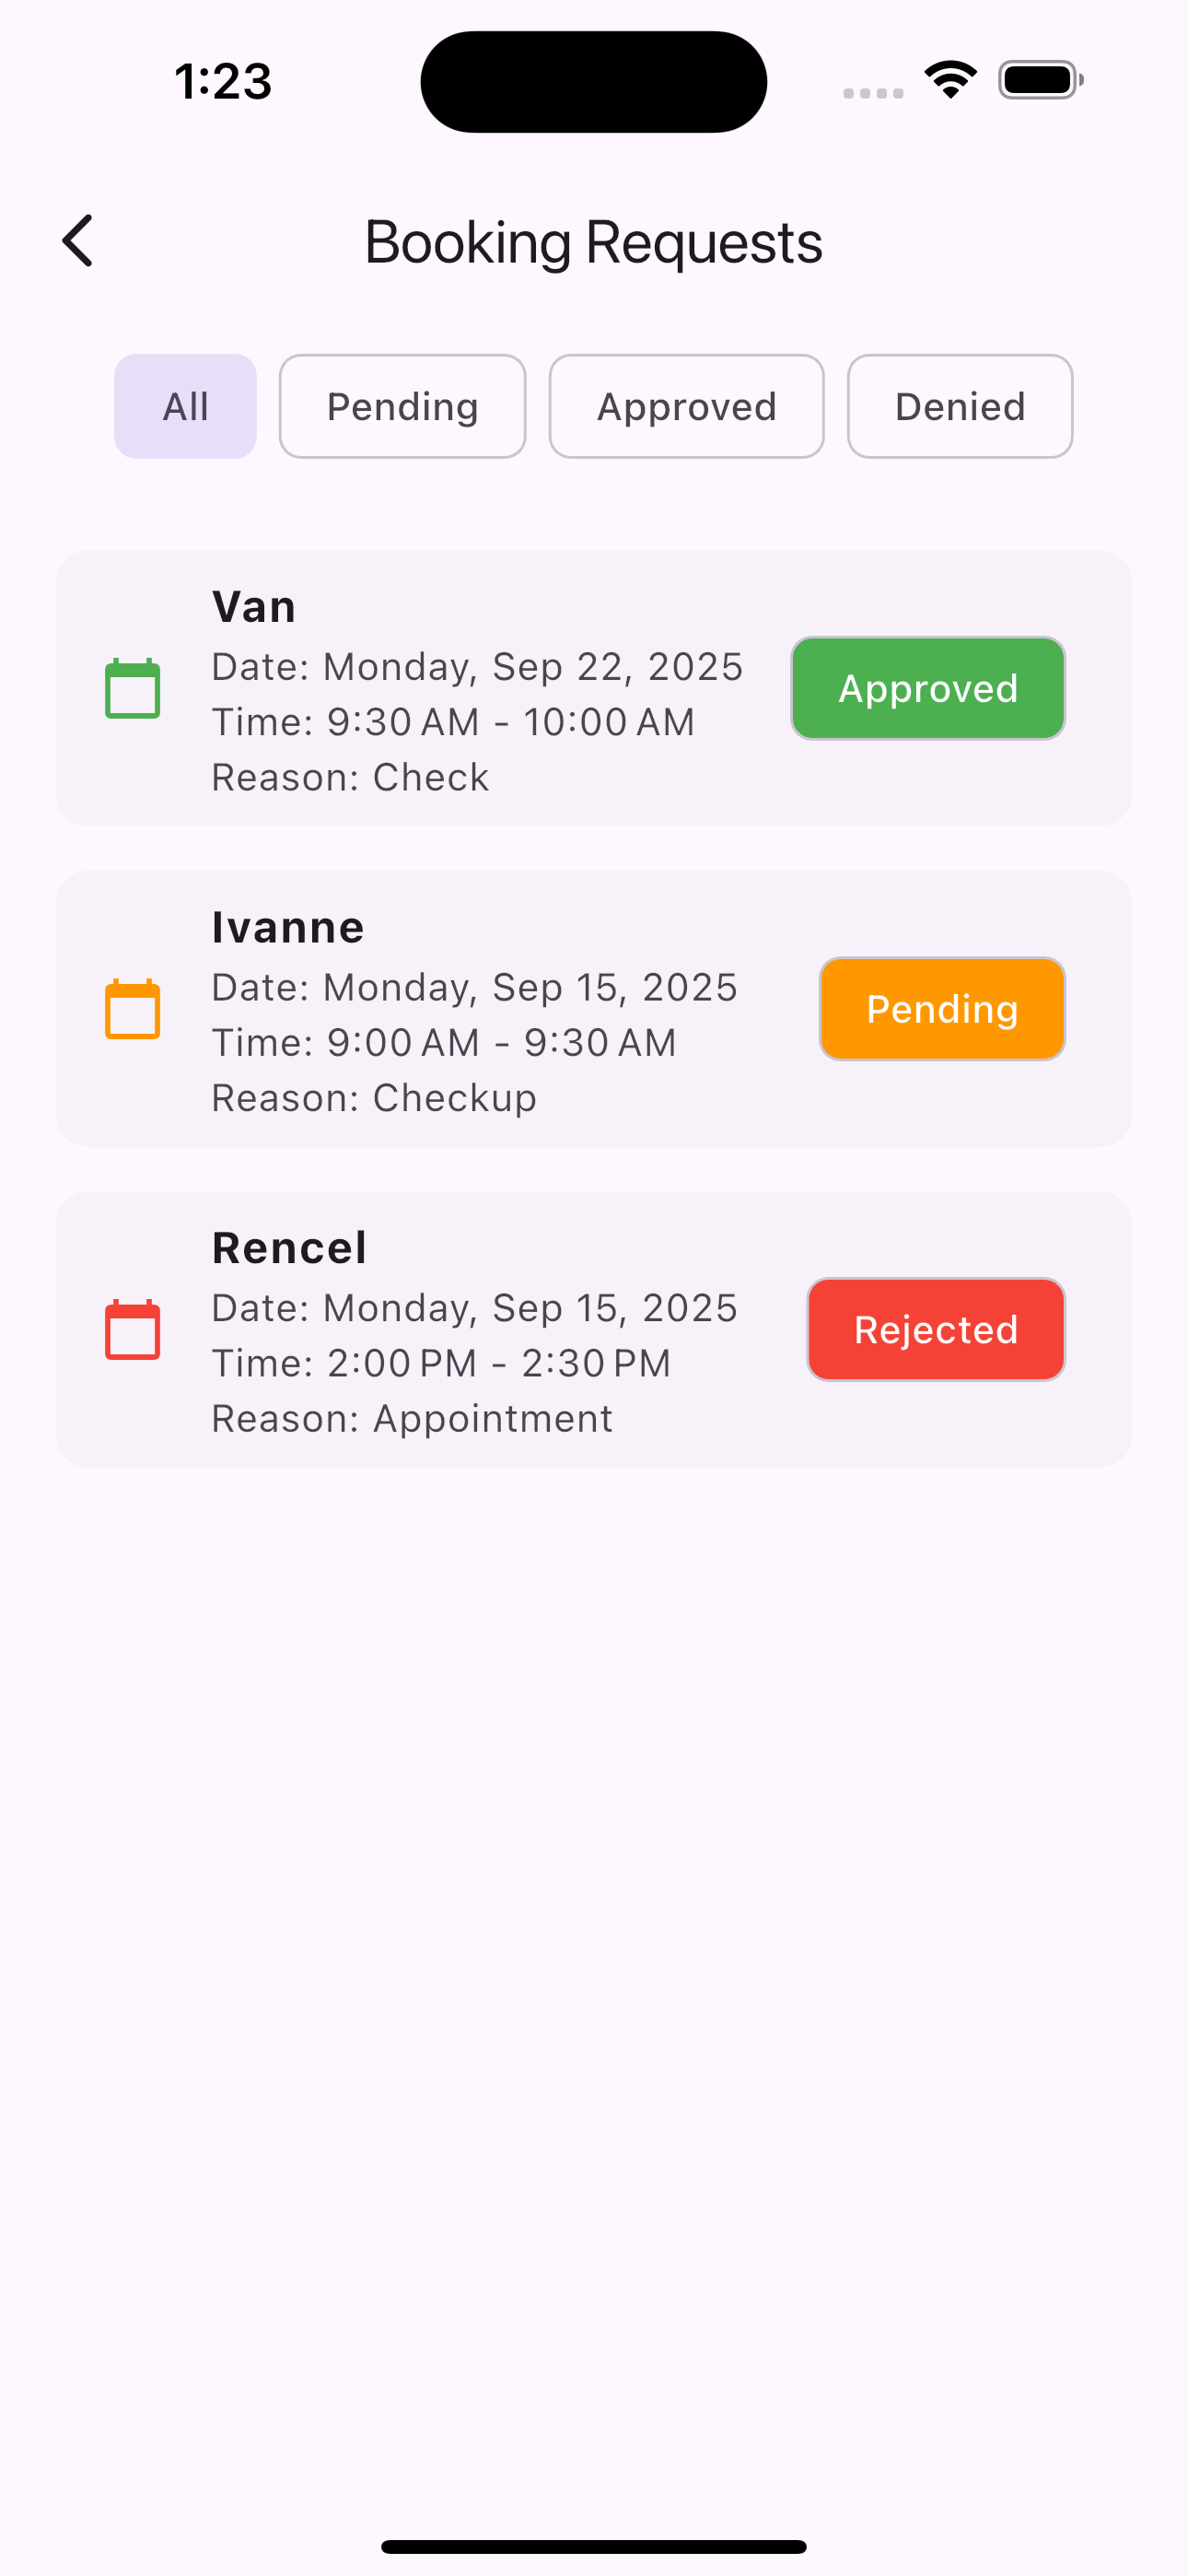 1:23
Booking Requests
All Pending Approved Denied
Van
Date: Monday, Sep 22, 2025
Time: 9:30 AM - 10:00 AM
Reason: Check
Approved
Ivanne
Date: Monday, Sep 15, 2025
Time: 9:00 AM - 9:30 AM
Reason: Checkup
Pending
Rencel
Date: Monday, Sep 15, 2025
Time: 2:00 PM - 2:30 PM
Reason: Appointment
Rejected